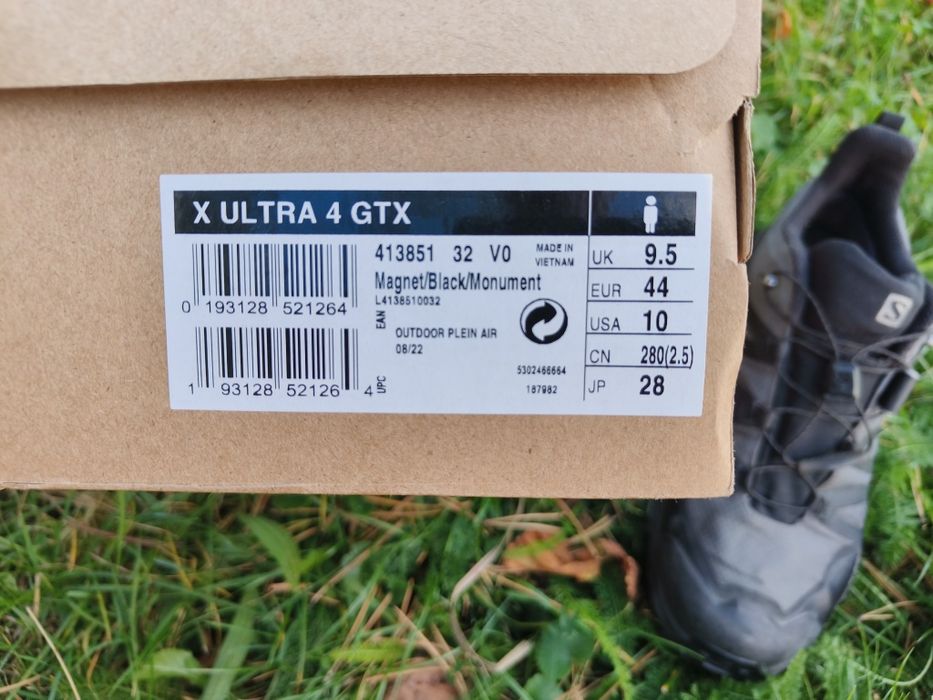 X ULTRA 4 GTX
413851 32 V0
MADE IN
VIETNAM
Magnet/Black/Monument
L4138510032
0 193128 521264
EAN
OUTDOOR PLEIN AIR
08/22
5302466664
187982
1 93128 52126 4
UPC
UK 9.5
EUR 44
USA 10
CN 280(2.5)
JP 28
S